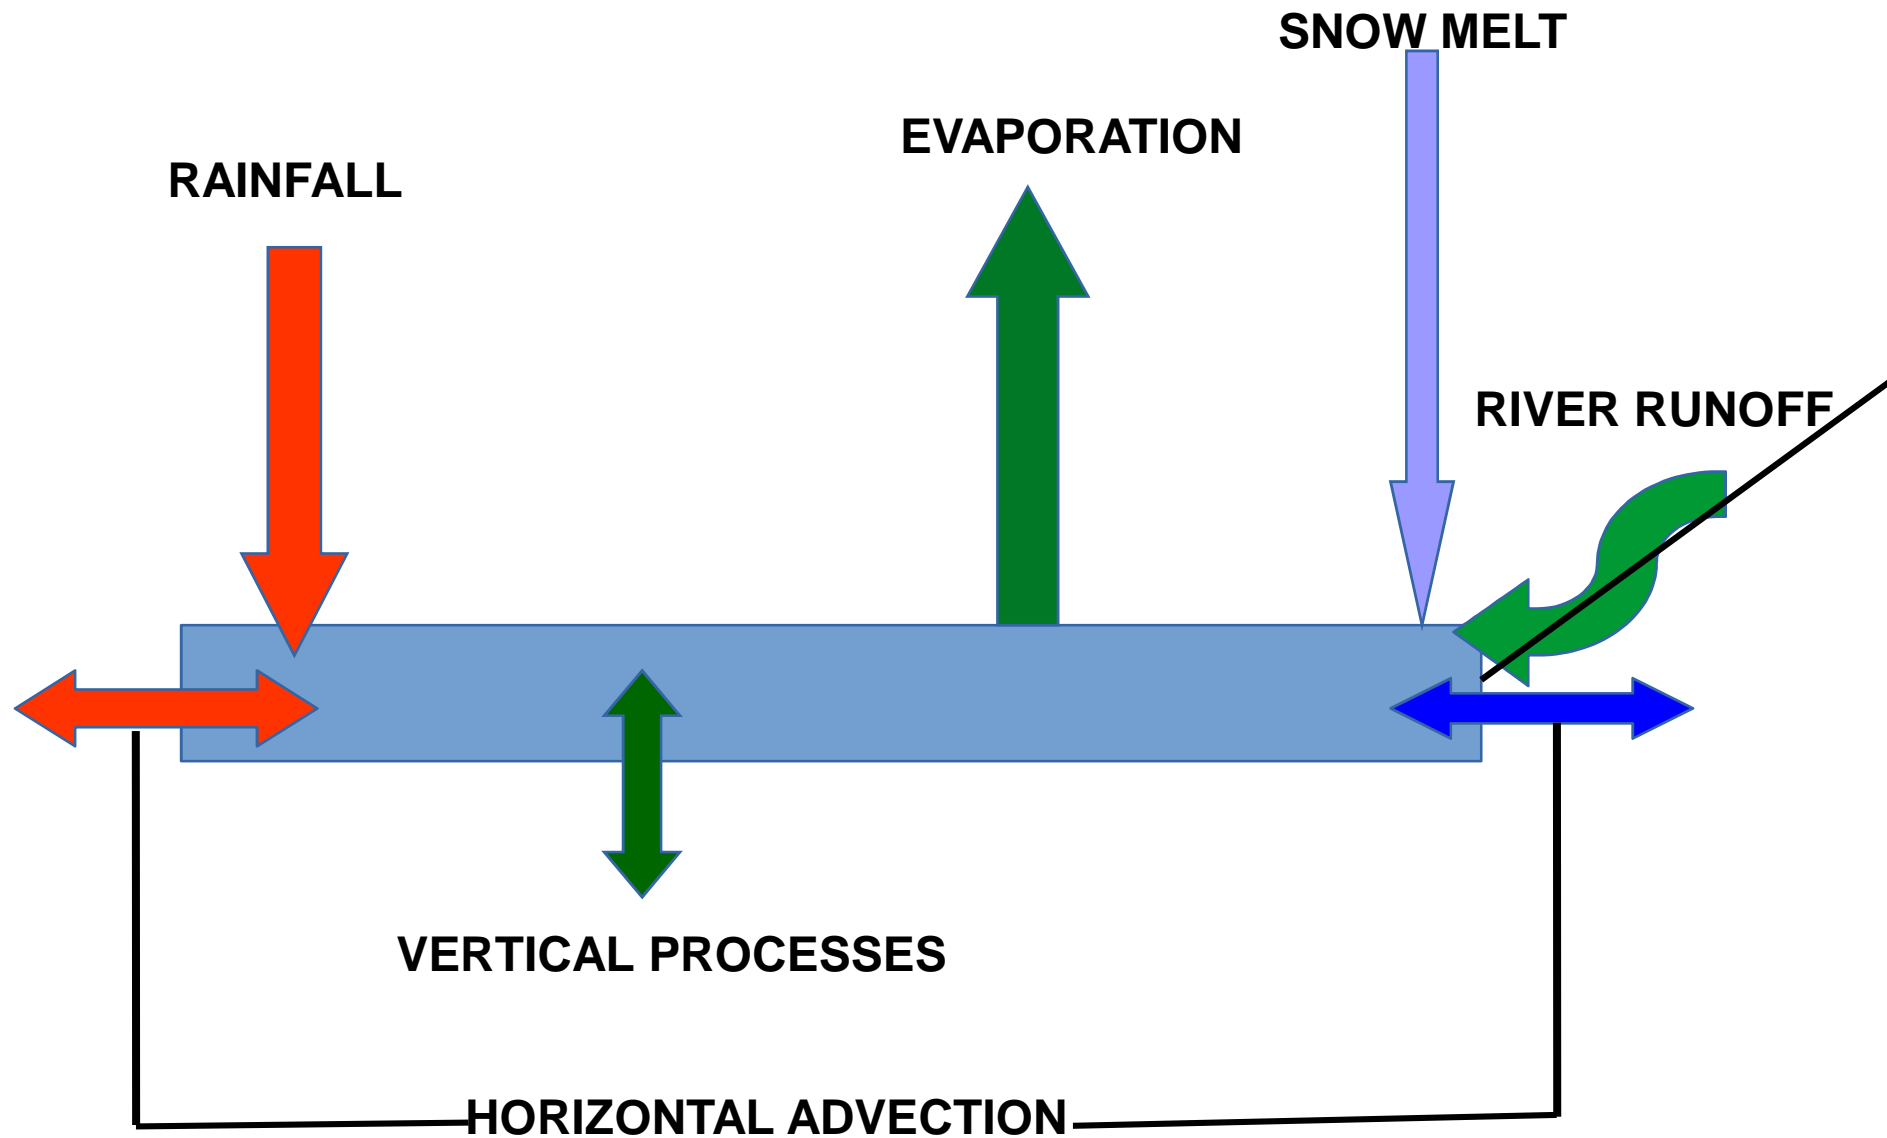 SNOW MELT
EVAPORATION
RAINFALL
RIVER RUNOFF
VERTICAL PROCESSES
HORIZONTAL ADVECTION